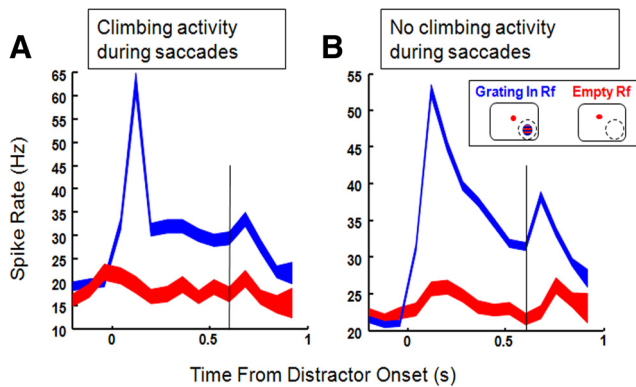 Climbing activity
during saccades
No climbing activity
during saccades
A
B
Grating In Rf
Empty Rf
Spike Rate (Hz)
65
60
55
50
45
40
35
30
25
20
15
10
0
0.5
1
55
50
45
40
35
30
25
20
0
0.5
1
Time From Distractor Onset (s)